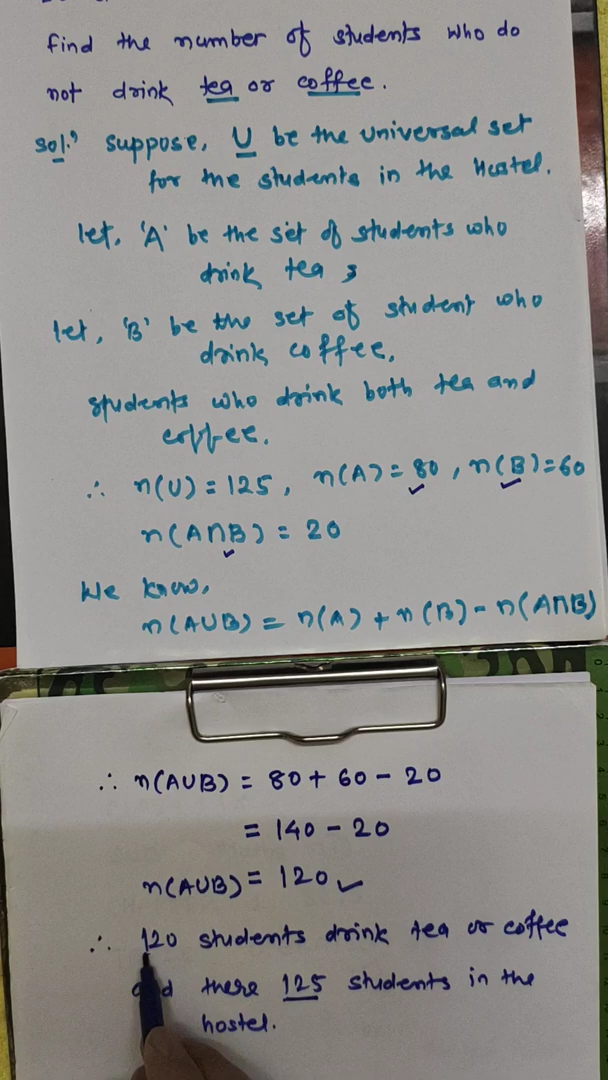 find the number of students who do
not drink tea or coffee.
Sol:? Suppose, U be the universal set
for the students in the Hostel.
let, 'A' be the set of students who
drink tea ;
let, 'B' be the set of student who
drink coffee,
students who drink both tea and
coffee.
∴ n(U) = 125, n(A) = 80, n(B) = 60
n(A∩B) = 20
We know,
n(A∪B) = n(A) + n(B) - n(A∩B)
∴ n(A∪B) = 80 + 60 - 20
= 140 - 20
n(A∪B) = 120 ✓
∴ 120 students drink tea or coffee
there 125 students in the
hostel.